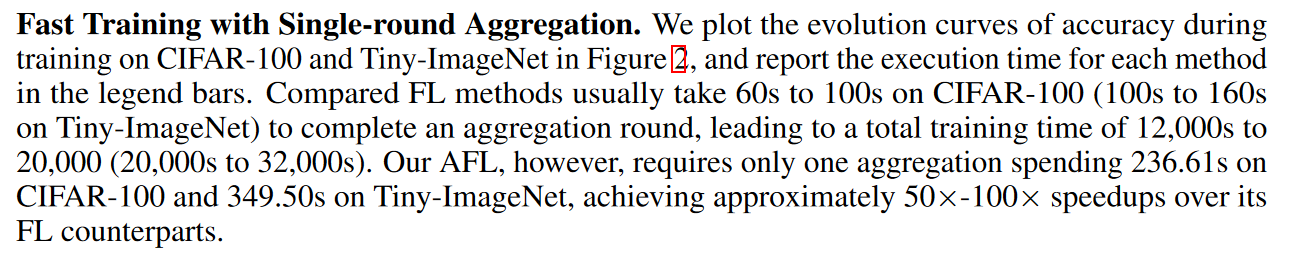 Fast Training with Single-round Aggregation. We plot the evolution curves of accuracy during
training on CIFAR-100 and Tiny-ImageNet in Figure 2, and report the execution time for each method
in the legend bars. Compared FL methods usually take 60s to 100s on CIFAR-100 (100s to 160s
on Tiny-ImageNet) to complete an aggregation round, leading to a total training time of 12,000s to
20,000 (20,000s to 32,000s). Our AFL, however, requires only one aggregation spending 236.61s on
CIFAR-100 and 349.50s on Tiny-ImageNet, achieving approximately 50×-100× speedups over its
FL counterparts.